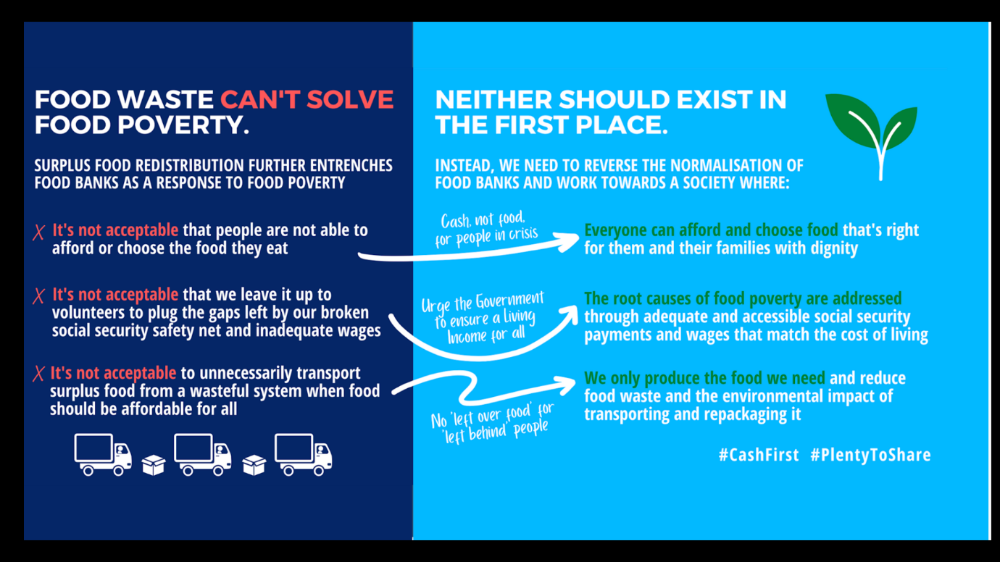 FOOD WASTE CAN'T SOLVE
FOOD POVERTY.
SURPLUS FOOD REDISTRIBUTION FURTHER ENTRENCHES
FOOD BANKS AS A RESPONSE TO FOOD POVERTY
X It's not acceptable that people are not able to
afford or choose the food they eat
X It's not acceptable that we leave it up to
volunteers to plug the gaps left by our broken
social security safety net and inadequate wages
X It's not acceptable to unnecessarily transport
surplus food from a wasteful system when food
should be affordable for all
NEITHER SHOULD EXIST IN
THE FIRST PLACE.
INSTEAD, WE NEED TO REVERSE THE NORMALISATION OF
FOOD BANKS AND WORK TOWARDS A SOCIETY WHERE:
Cash, not food,
for people in crisis
Everyone can afford and choose food that's right
for them and their families with dignity
Urge the Government
to ensure a Living
Income for all
The root causes of food poverty are addressed
through adequate and accessible social security
payments and wages that match the cost of living
No 'left over food' for
'left behind' people
We only produce the food we need and reduce
food waste and the environmental impact of
transporting and repackaging it
#CashFirst #PlentyToShare